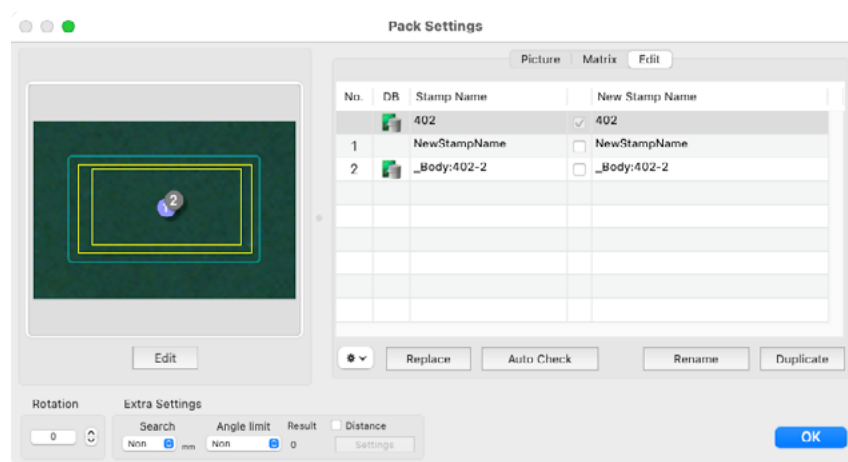 Pack Settings
Picture Matrix Edit
No. DB Stamp Name New Stamp Name
402 402
1 NewStampName NewStampName
2 _Body:402-2 _Body:402-2
2
Edit Replace Auto Check Rename Duplicate
Rotation Extra Settings
Search Angle limit Result Distance
0 Non mm Non 0 Settings
OK